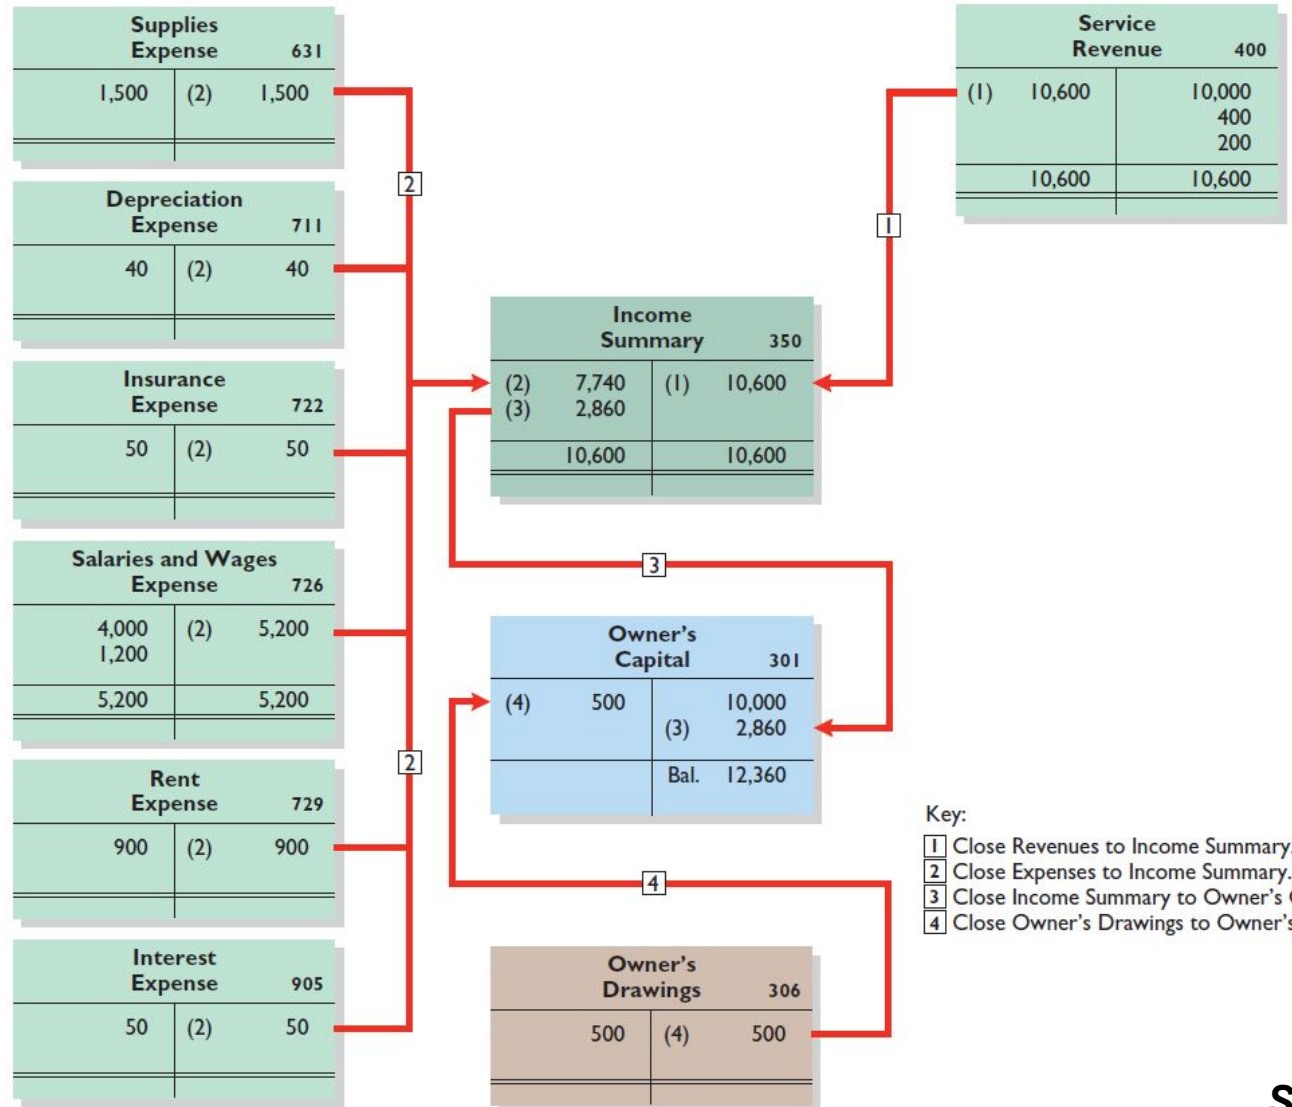 Supplies
Expense 631
1,500 (2) 1,500
Depreciation
Expense 711
40 (2) 40
Insurance
Expense 722
50 (2) 50
Salaries and Wages
Expense 726
4,000 (2) 5,200
1,200
5,200 5,200
Rent
Expense 729
900 (2) 900
Interest
Expense 905
50 (2) 50
2
2
Income
Summary 350
(2) 7,740 (1) 10,600
(3) 2,860
10,600 10,600
3
Owner's
Capital 301
(4) 500 10,000
(3) 2,860
Bal. 12,360
4
Owner's
Drawings 306
500 (4) 500
Service
Revenue 400
(1) 10,600 10,000
400
200
10,600 10,600
1
Key:
1 Close Revenues to Income Summary.
2 Close Expenses to Income Summary.
3 Close Income Summary to Owner's
4 Close Owner's Drawings to Owner's
S